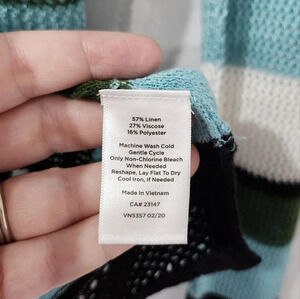 57% Linen
27% Viscose
16% Polyester
Machine Wash Cold
Gentle Cycle
Only Non-Chlorine Bleach
When Needed
Reshape, Lay Flat To Dry
Cool Iron, if Needed
Made in Vietnam
CA# 23147
VN5357 02/20